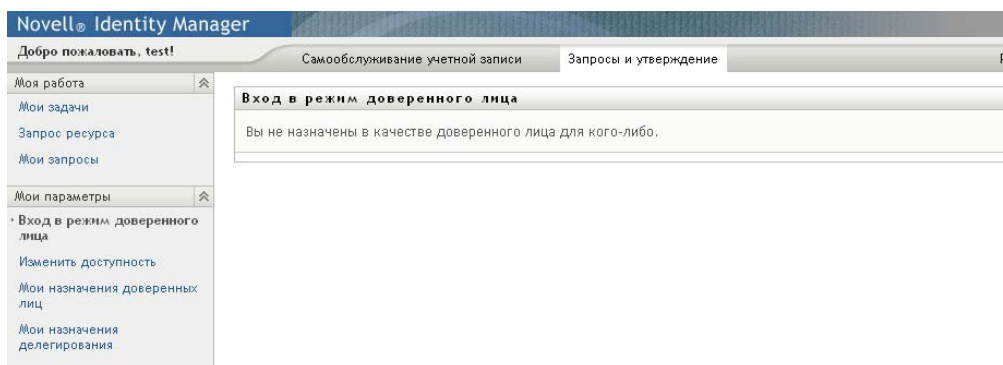 Novell® Identity Manager
Добро пожаловать, test!
Самообслуживание учетной записи
Запросы и утверждение
Моя работа
Мои задачи
Запрос ресурса
Мои запросы
Мои параметры
Вход в режим доверенного
лица
Изменить доступность
Мои назначения доверенных
лиц
Мои назначения
делегирования
Вход в режим доверенного лица
Вы не назначены в качестве доверенного лица для кого-либо.